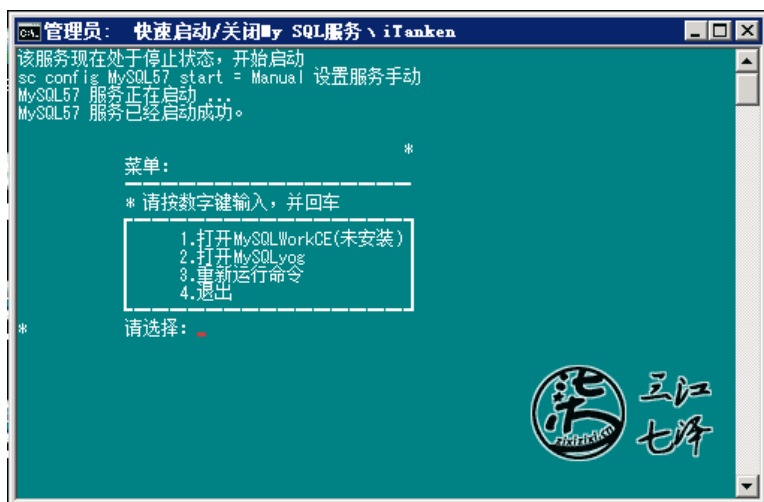 管理员: 快速启动/关闭My SQL服务 、iTanken
该服务现在处于停止状态，开始启动
sc config MySQL57 start = Manual 设置服务手动
MySQL57 服务正在启动 ...
MySQL57 服务已经启动成功。
*
菜单:
* 请按数字键输入，并回车
1.打开MySQLWorkCE(未安装)
2.打开MySQLyog
3.重新运行命令
4.退出
* 请选择:
柒
三江
七泽